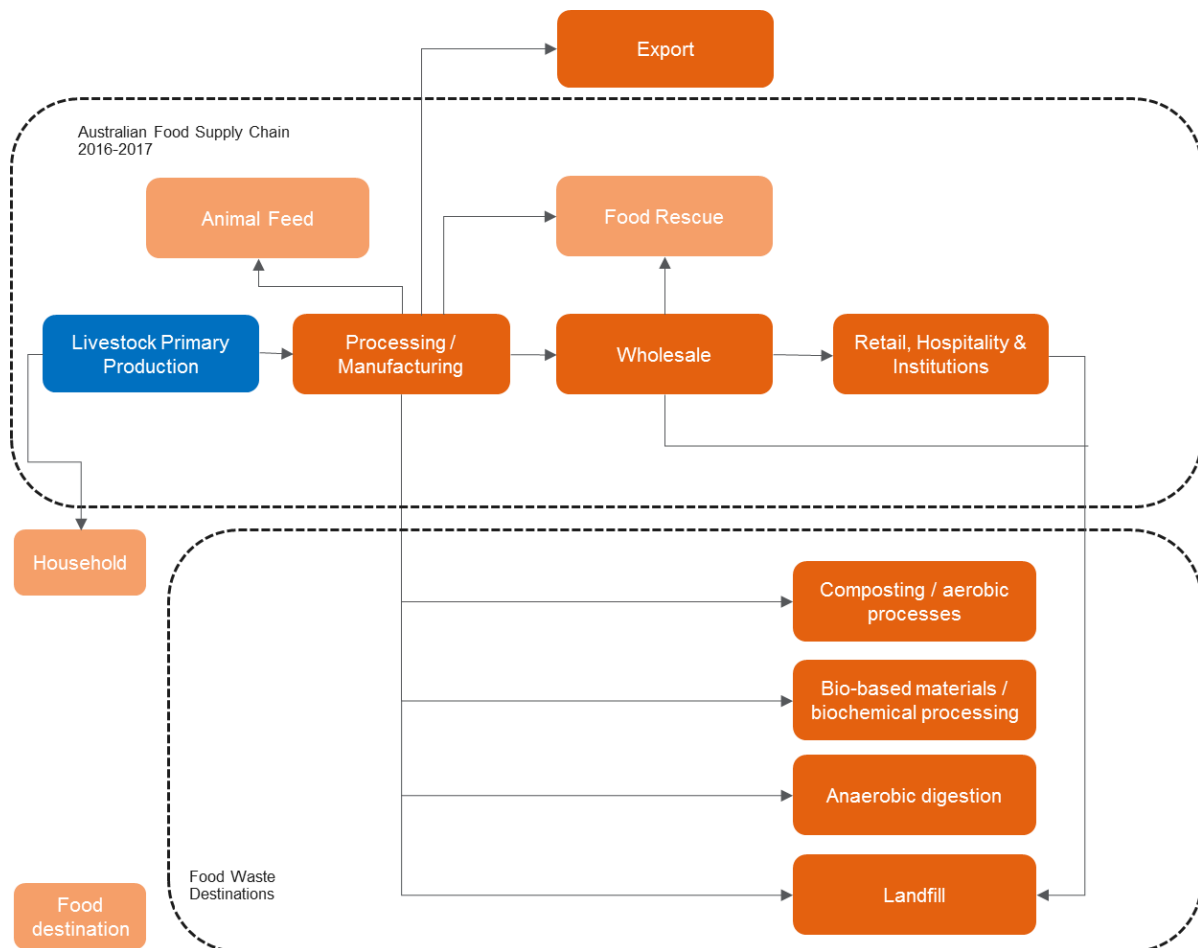 Export
Australian Food Supply Chain
2016-2017
Animal Feed
Food Rescue
Livestock Primary
Production
Processing /
Manufacturing
Wholesale
Retail, Hospitality &
Institutions
Household
Composting / aerobic
processes
Bio-based materials /
biochemical processing
Anaerobic digestion
Food Waste
Destinations
Landfill
Food
destination